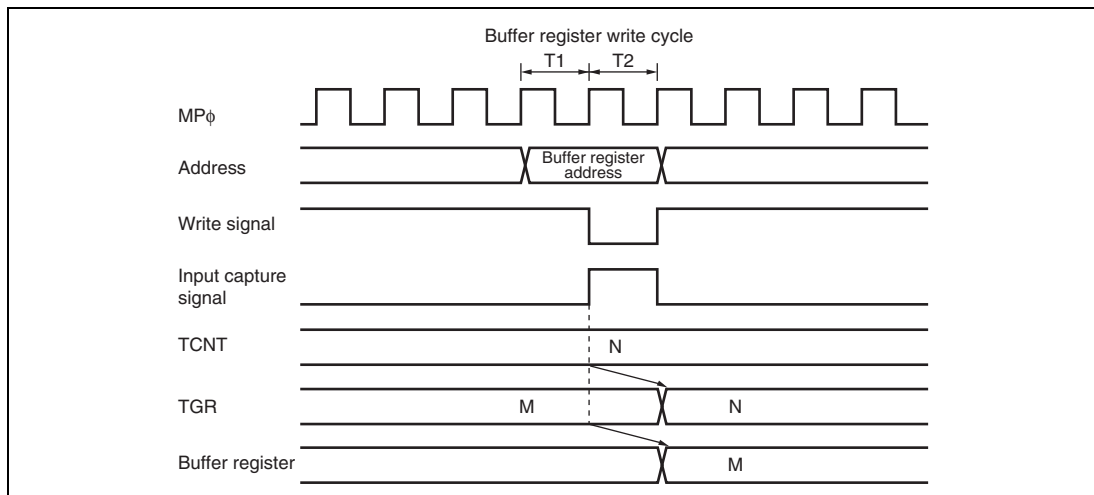 Buffer register write cycle
T1 T2
MPϕ
Address
Buffer register
address
Write signal
Input capture
signal
TCNT
N
TGR
M N
Buffer register
M